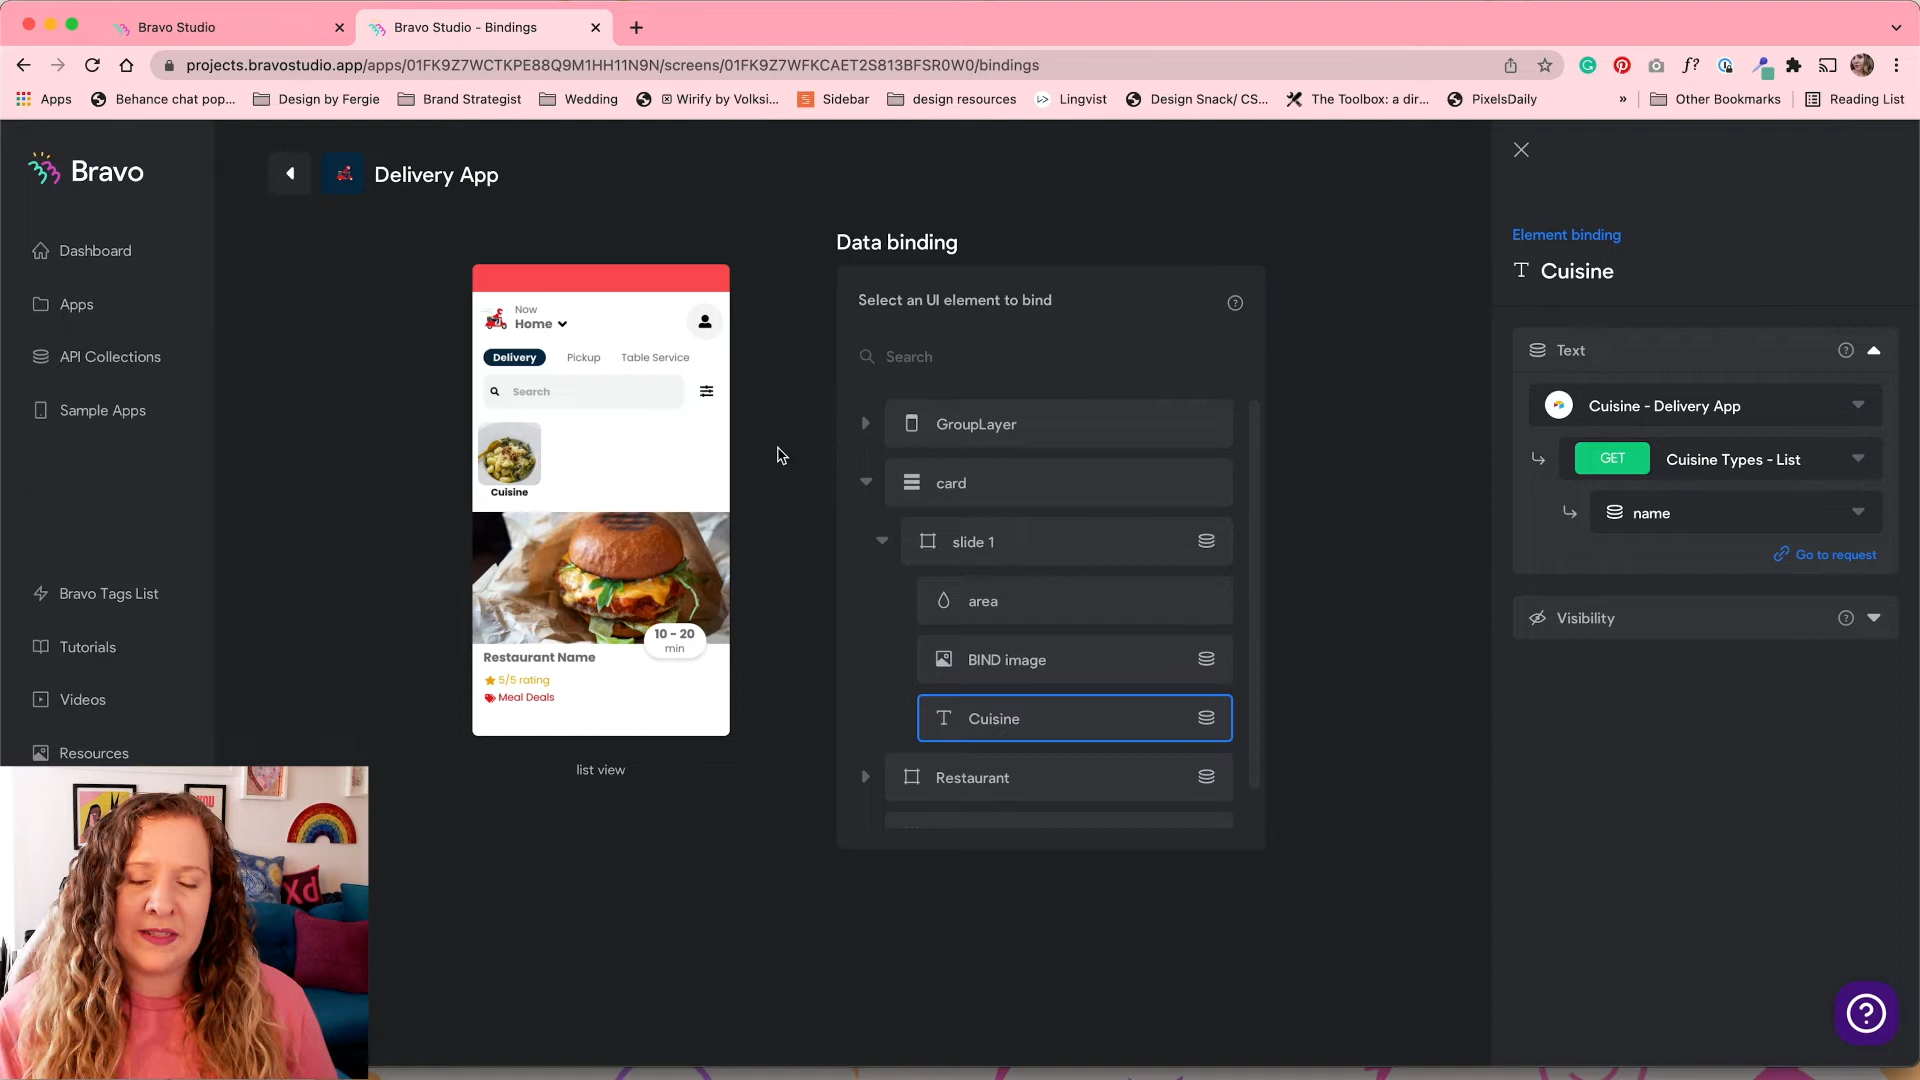 Bravo Studio
Bravo Studio - Bindings
projects.bravostudio.app/apps/01FK9Z7WCTKPE88Q9M1HH11N9N/screens/01FK9Z7WFKCAET2S813BFSR0W0/bindings
f?
Apps
Behance chat pop...
Design by Fergie
Brand Strategist
Wedding
Wirify by Volksi...
Sidebar
design resources
Lingvist
Design Snack/ CS...
The Toolbox: a dir...
PixelsDaily
»
Other Bookmarks
Reading List
Bravo
Dashboard
Apps
API Collections
Sample Apps
Bravo Tags List
Tutorials
Videos
Resources
Delivery App
Now
Home
Delivery
Pickup
Table Service
Search
Cuisine
10 - 20
min
Restaurant Name
5/5 rating
Meal Deals
list view
Data binding
Select an UI element to bind
?
Search
GroupLayer
card
slide 1
area
BIND image
T Cuisine
Restaurant
Element binding
T Cuisine
Text
?
Cuisine - Delivery App
GET
Cuisine Types - List
name
Go to request
Visibility
?
?
YOU
Xd